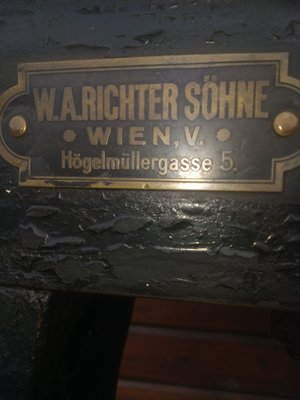 W.A.RICHTER SÖHNE
WIEN, V.
Högelmüllergasse 5.